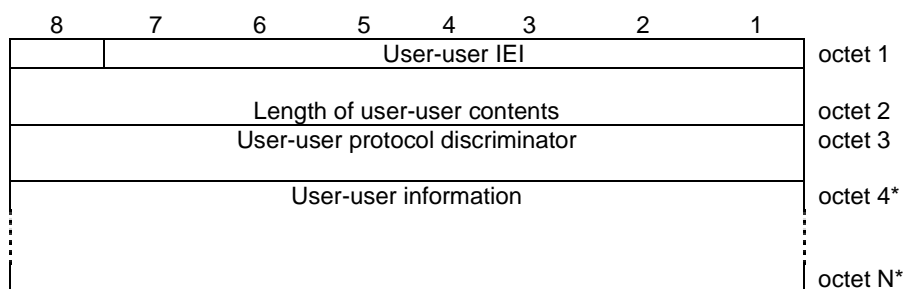 8 7 6 5 4 3 2 1
User-user IEI octet 1
Length of user-user contents octet 2
User-user protocol discriminator octet 3
User-user information octet 4*
octet N*